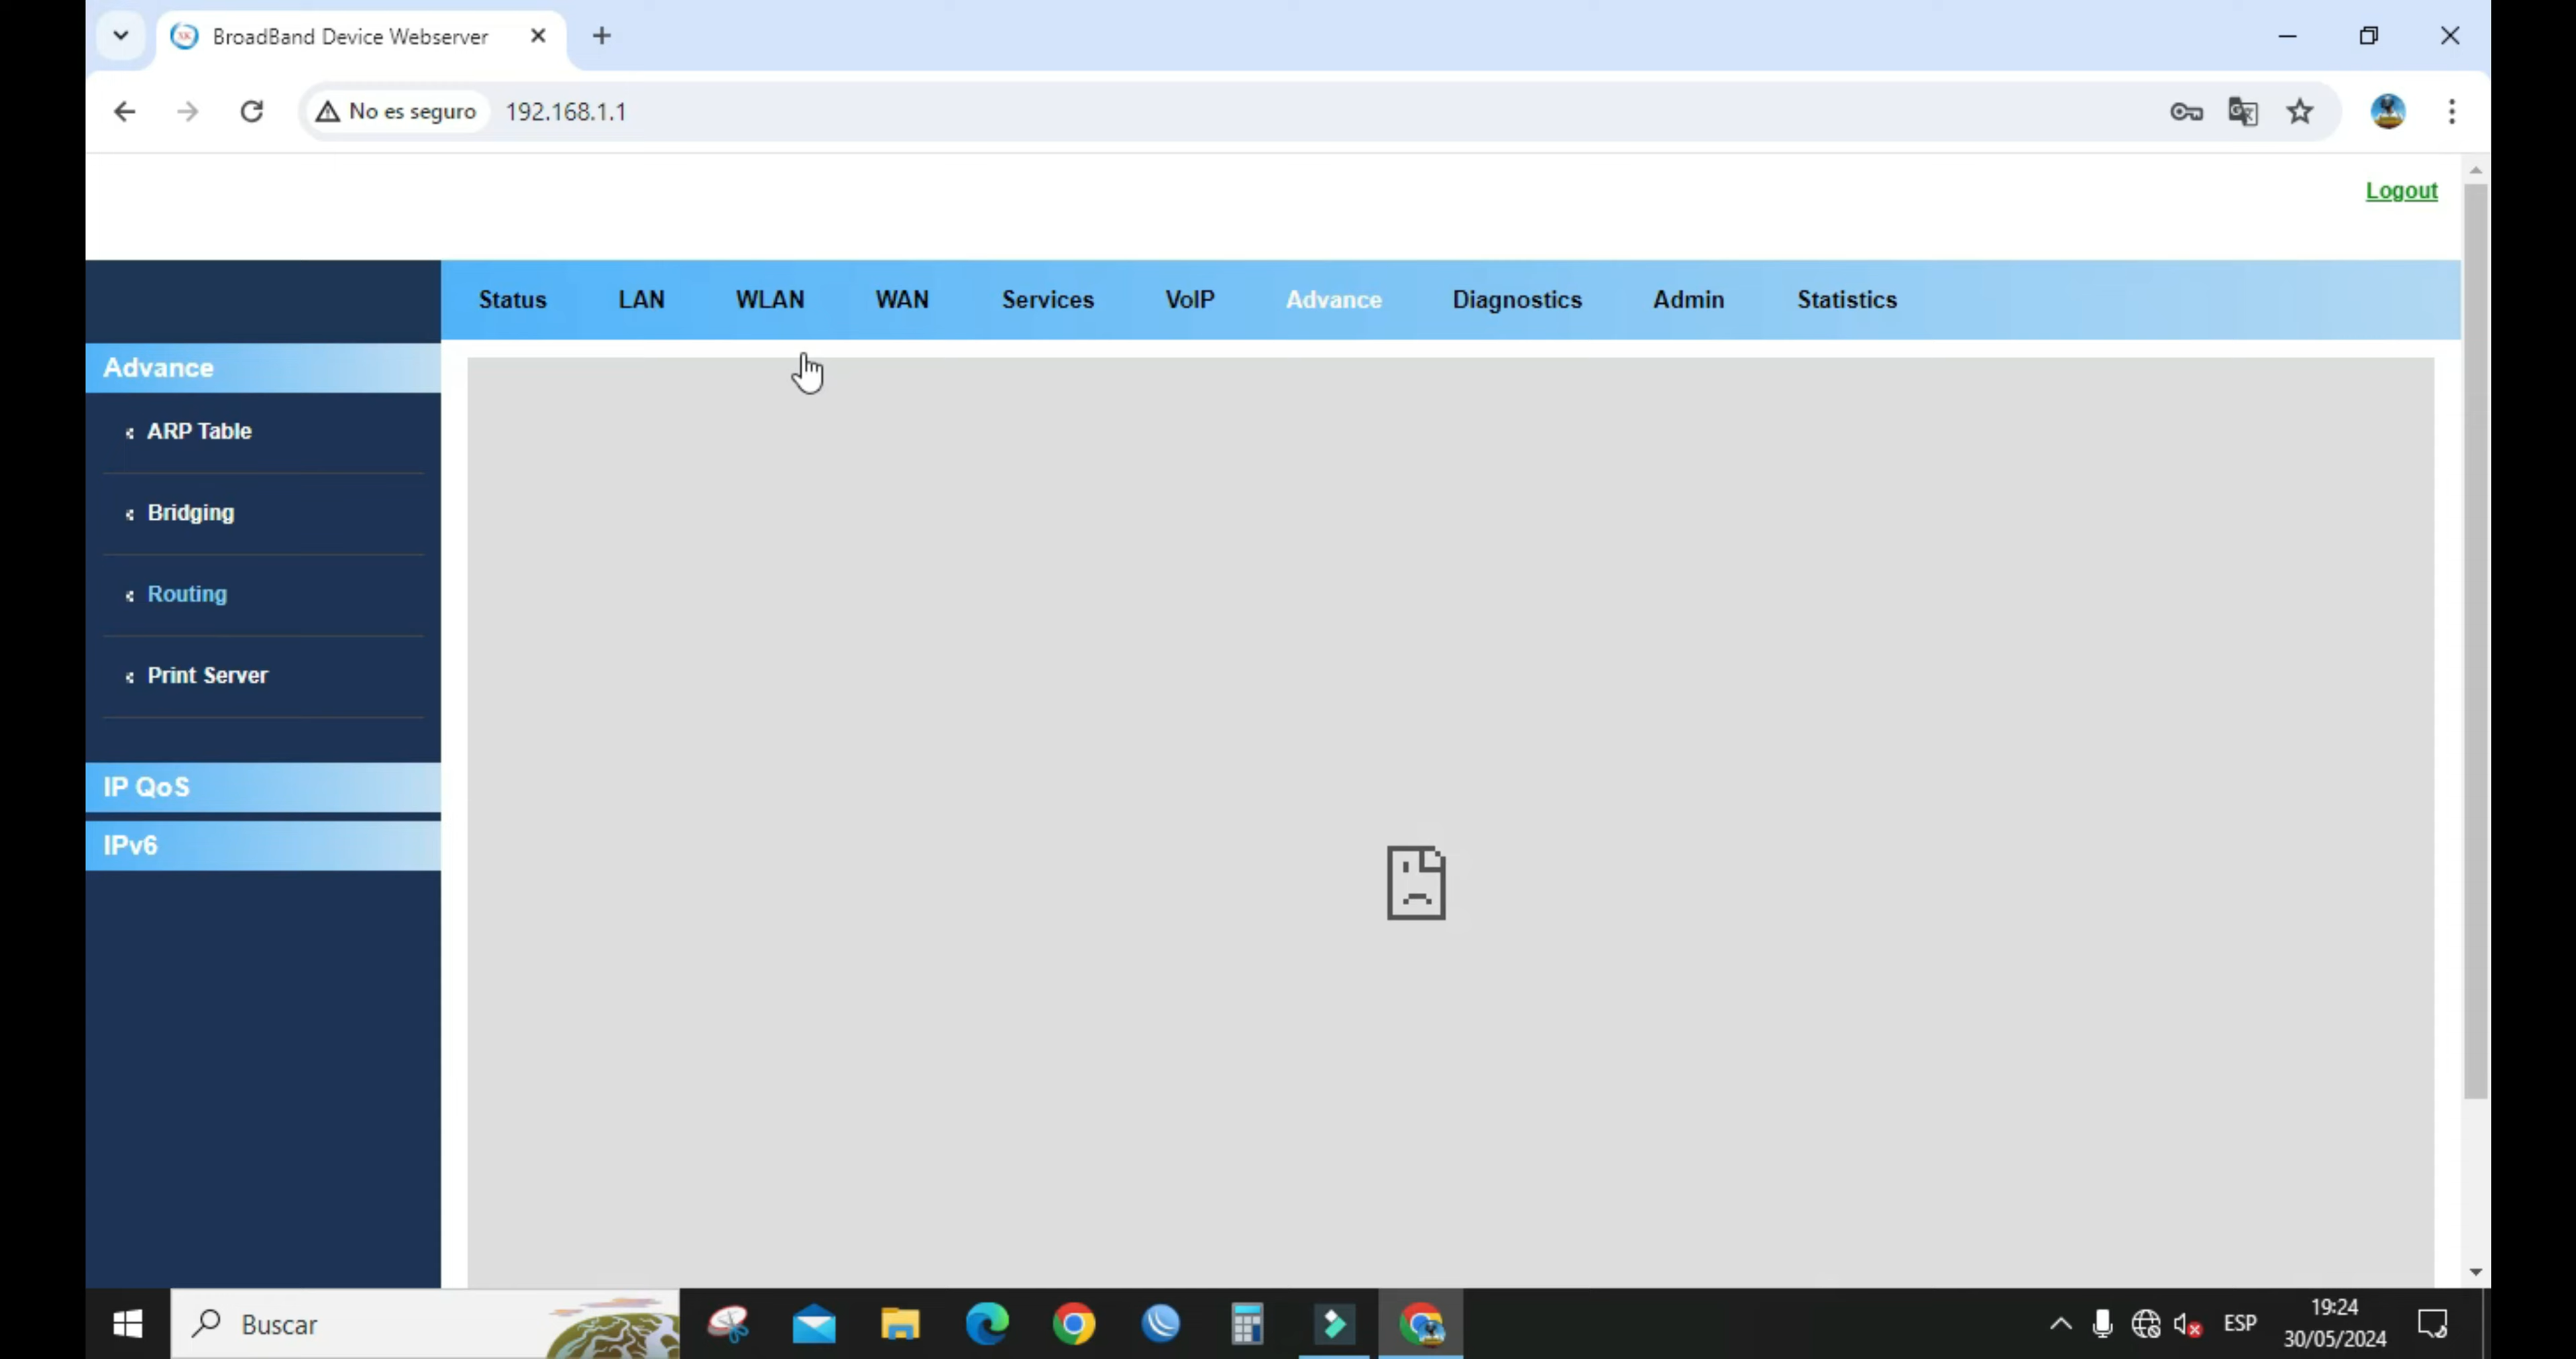 BroadBand Device Webserver
No es seguro
192.168.1.1
Logout
Status
LAN
WLAN
WAN
Services
VoIP
Advance
Diagnostics
Admin
Statistics
Advance
ARP Table
Bridging
Routing
Print Server
IP QoS
IPv6
Buscar
ESP
19:24
30/05/2024